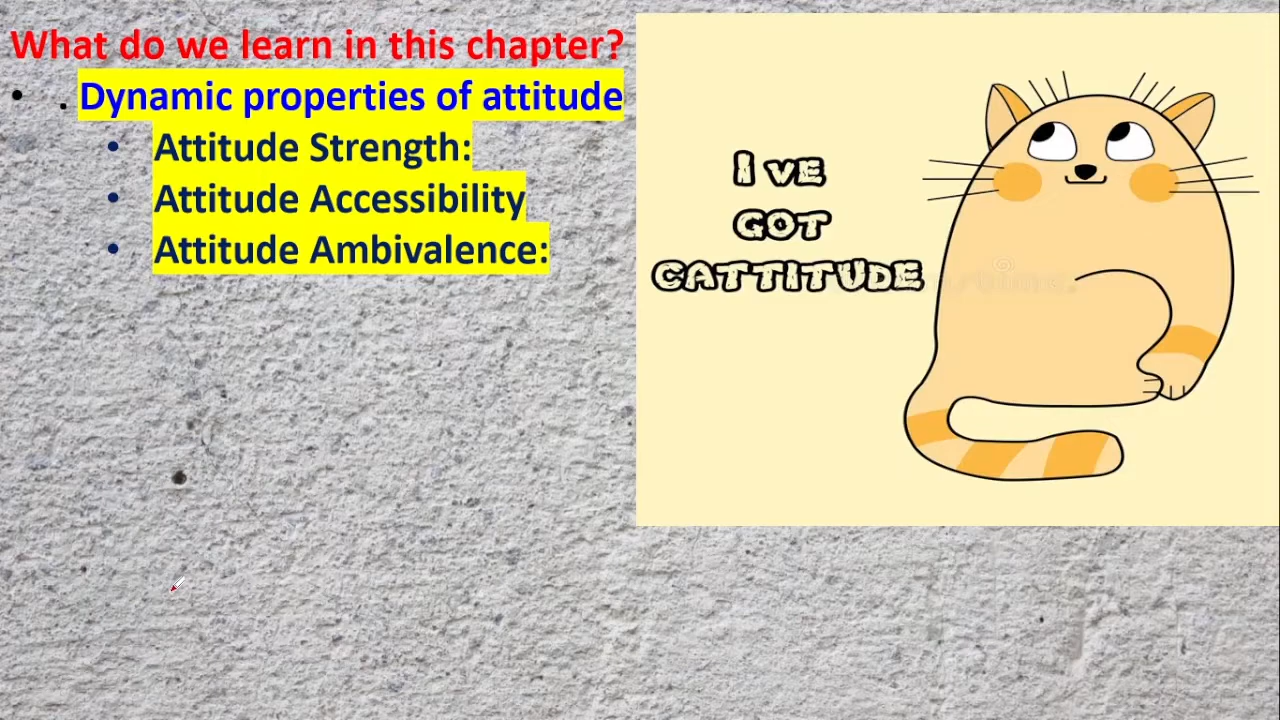 What do we learn in this chapter?
• . Dynamic properties of attitude
• Attitude Strength:
• Attitude Accessibility
• Attitude Ambivalence:
I VE
GOT
CATTITUDE